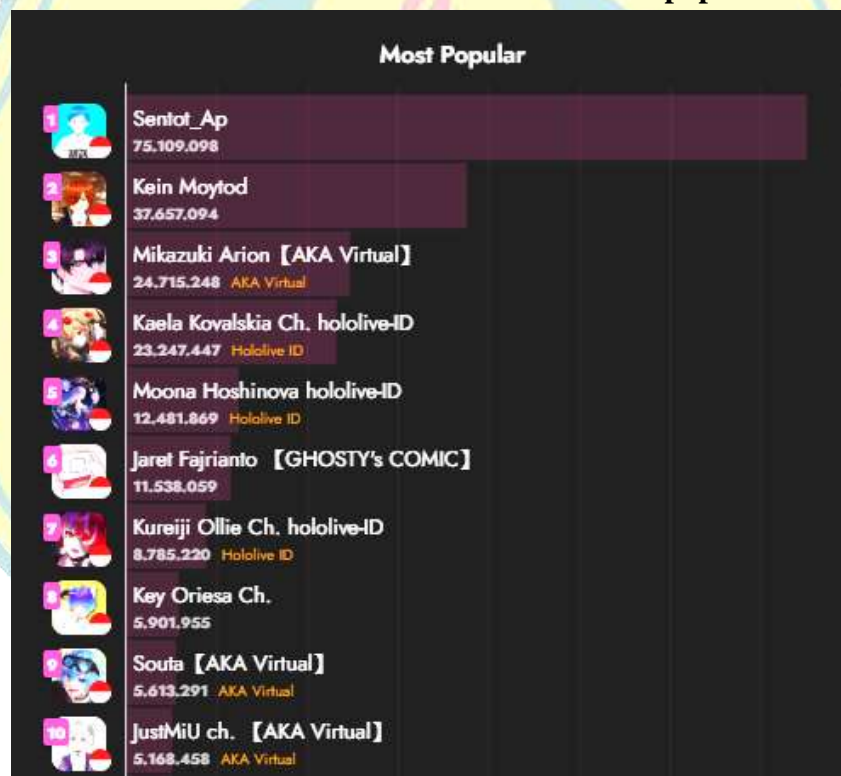 Most Popular
1
Sentot_Ap
75.109.098
2
Kein Moytod
37.657.094
3
Mikazuki Arion【AKA Virtual】
24.715.248 AKA Virtual
4
Kaela Kovalskia Ch. hololive-ID
23.247.447 Hololive ID
5
Moona Hoshinova hololive-ID
12.481.869 Hololive ID
6
Jaret Fajrianto 【GHOSTY's COMIC】
11.538.059
7
Kureiji Ollie Ch. hololive-ID
8.785.220 Hololive ID
8
Key Oriesa Ch.
5.901.955
9
Souta【AKA Virtual】
5.613.291 AKA Virtual
10
JustMiU ch. 【AKA Virtual】
5.168.458 AKA Virtual